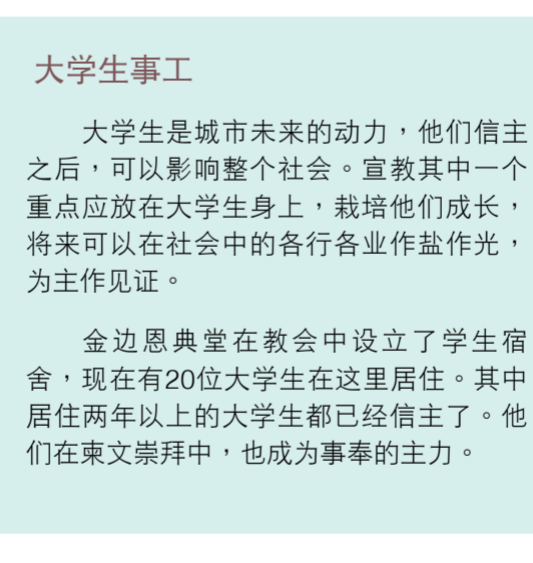 大学生事工
大学生是城市未来的动力，他们信主
之后，可以影响整个社会。宣教其中一个
重点应放在大学生身上，栽培他们成长，
将来可以在社会中的各行各业作盐作光，
为主作见证。
金边恩典堂在教会中设立了学生宿
舍，现在有20位大学生在这里居住。其中
居住两年以上的大学生都已经信主了。他
们在柬文崇拜中，也成为事奉的主力。